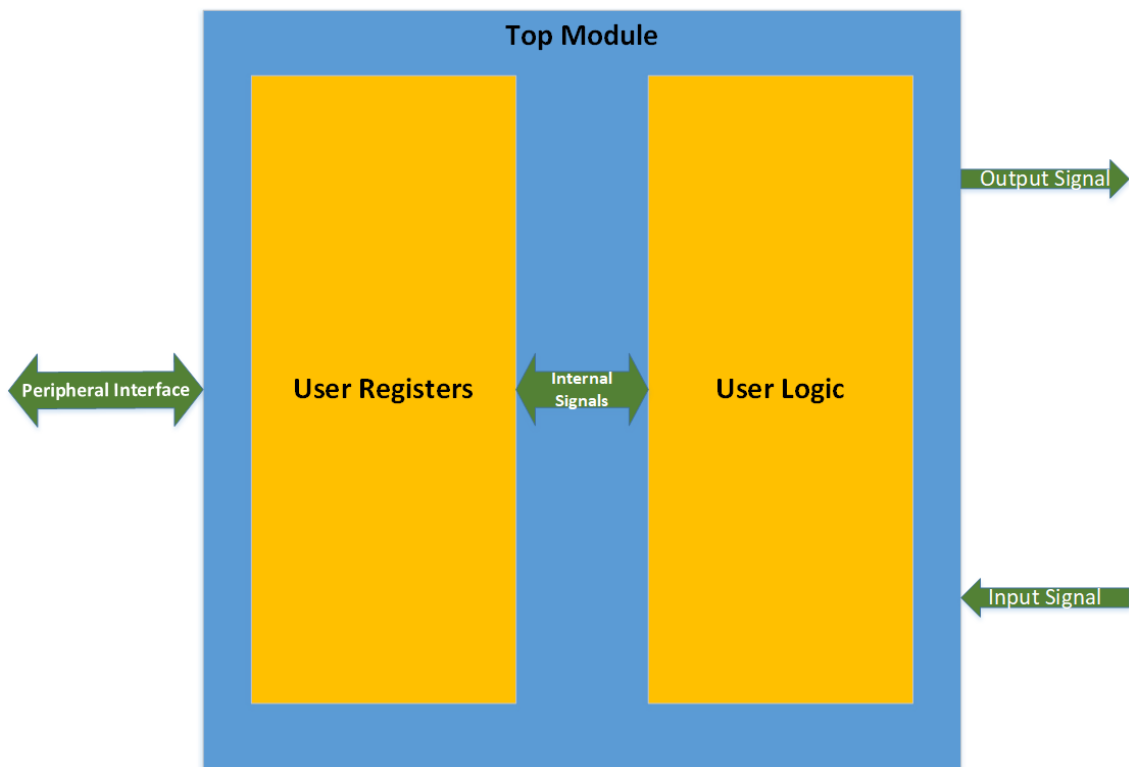 Top Module
Output Signal
Peripheral Interface
User Registers
Internal
Signals
User Logic
Input Signal